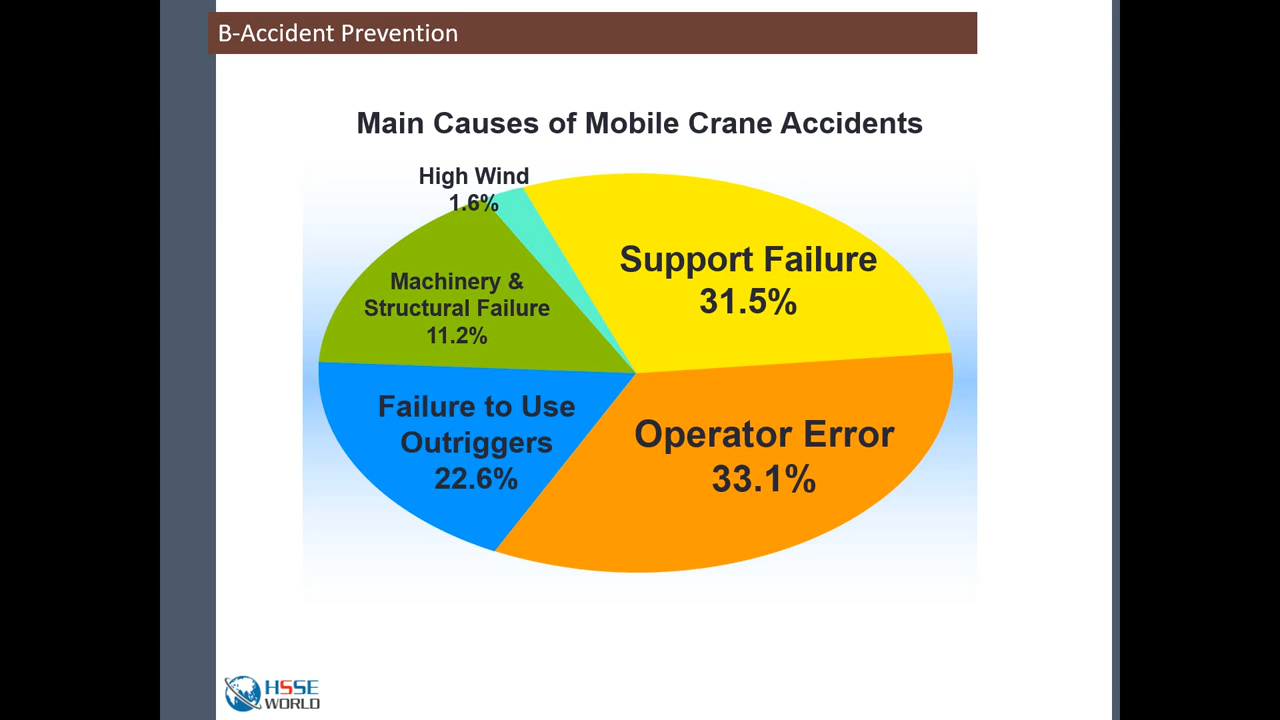 B-Accident Prevention
Main Causes of Mobile Crane Accidents
High Wind
1.6%
Support Failure
31.5%
Machinery &
Structural Failure
11.2%
Failure to Use
Outriggers
22.6%
Operator Error
33.1%
HSSE
WORLD